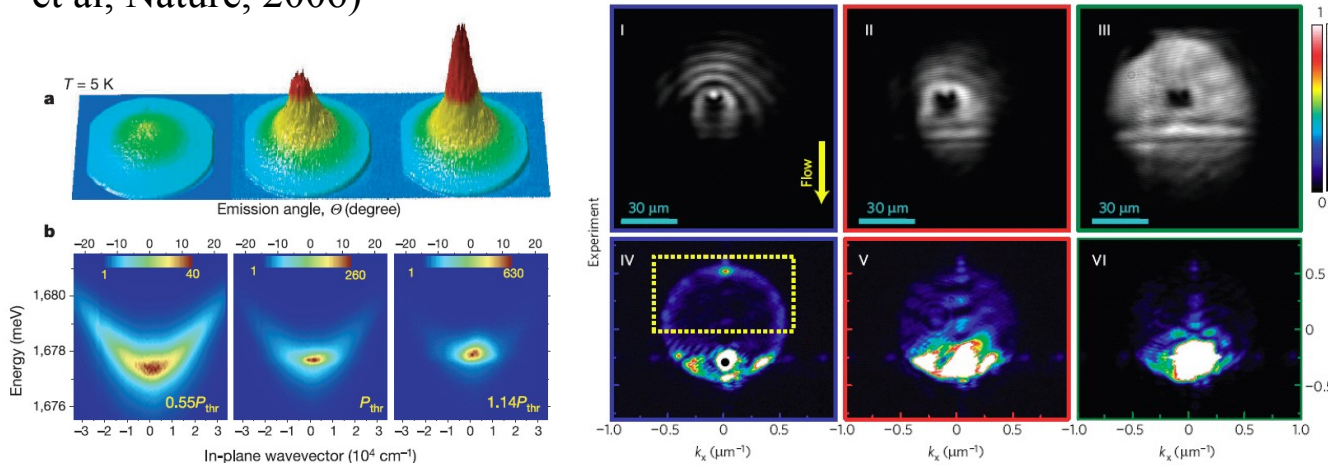 et al, Nature, 2006)
T = 5 K
a
Emission angle, Θ (degree)
b
−20 −10 0 10 20
−20 −10 0 10 20
−20 −10 0 10 20
1 40
1 260
1 630
Energy (meV)
1,680
1,678
1,676
0.55Pthr
Pthr
1.14Pthr
−3 −2 −1 0 1 2 3
−3 −2 −1 0 1 2 3
−3 −2 −1 0 1 2 3
In-plane wavevector (10⁴ cm⁻¹)
I
II
III
Flow
30 µm
30 µm
30 µm
1
0
Experiment
IV
V
VI
0.5
0
−0.5
−1.0 −0.5 0 0.5
−1.0 −0.5 0 0.5
−1.0 −0.5 0 0.5 1.0
kx (µm⁻¹)
kx (µm⁻¹)
kx (µm⁻¹)